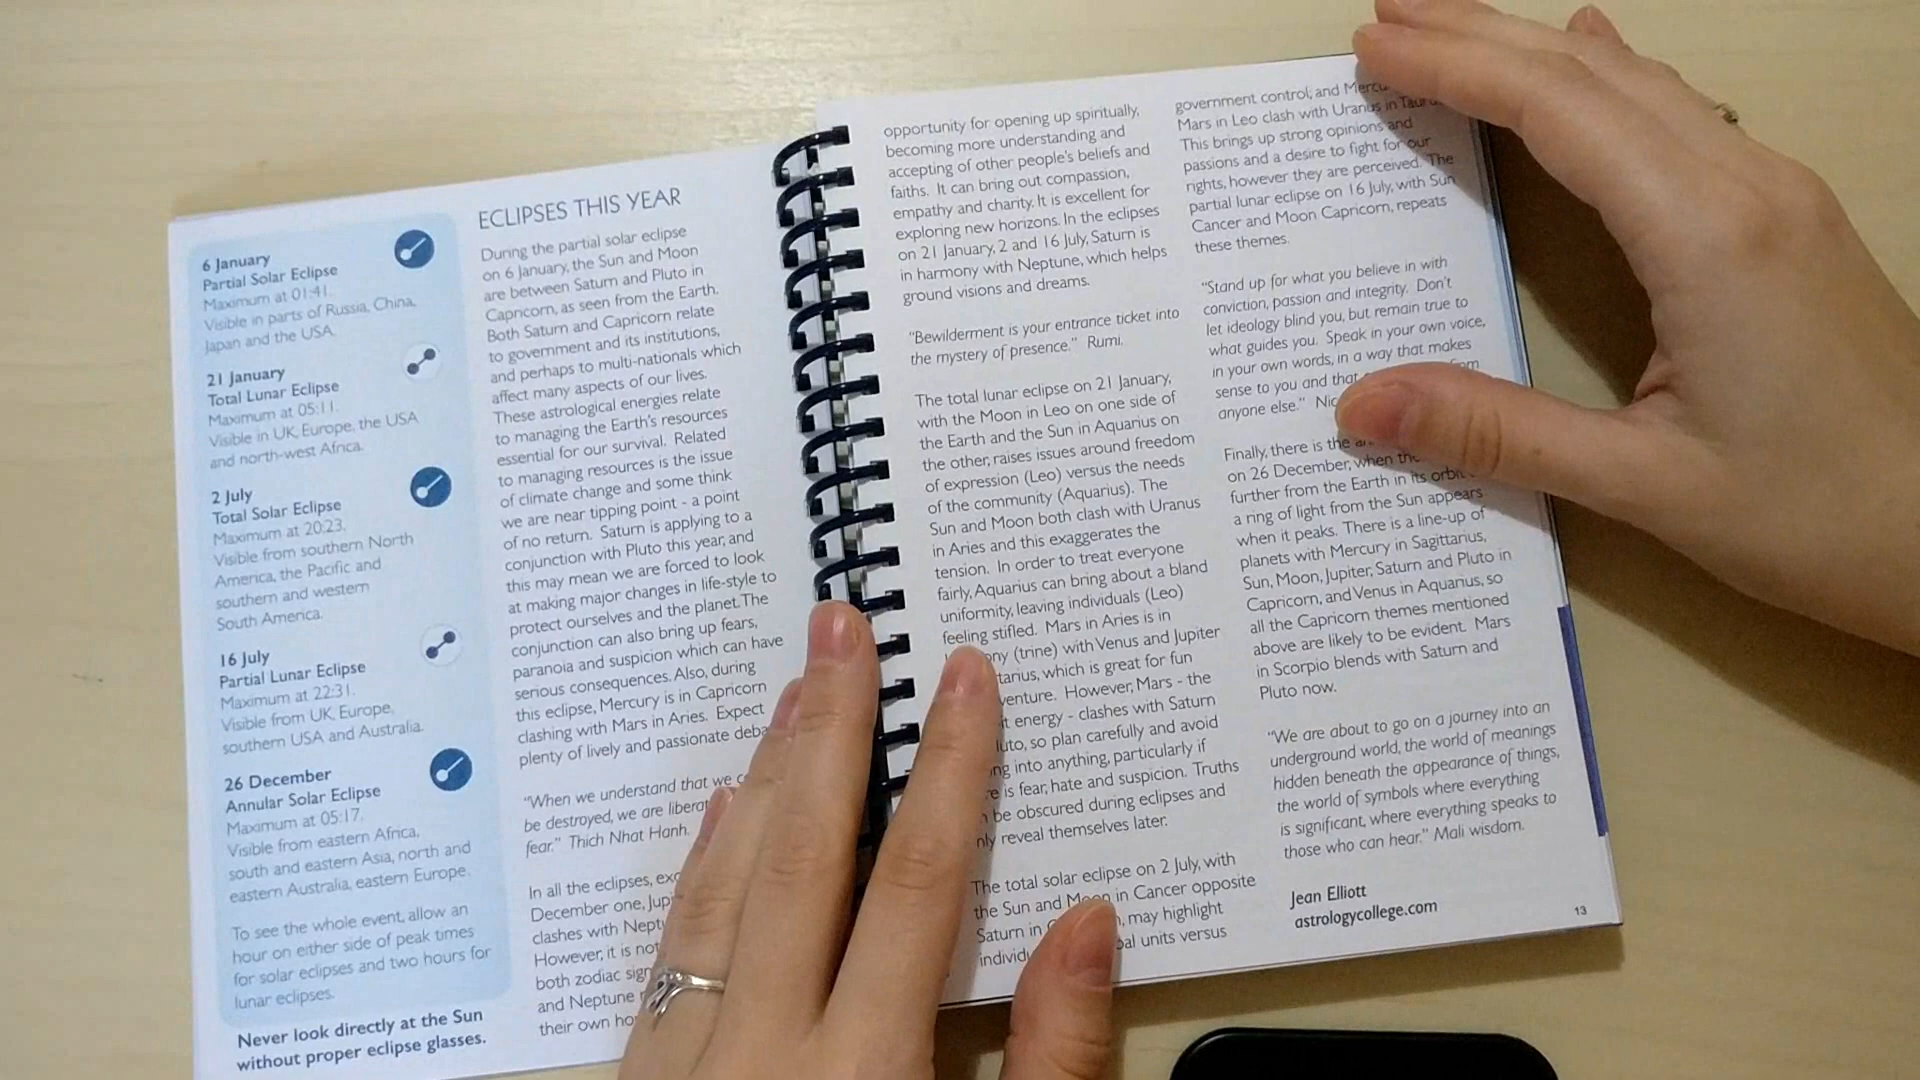 6 January
Partial Solar Eclipse
Maximum at 01:41.
Visible in parts of Russia, China,
Japan and the USA.
21 January
Total Lunar Eclipse
Maximum at 05:11.
Visible in UK, Europe, the USA
and north-west Africa.
2 July
Total Solar Eclipse
Maximum at 20:23.
Visible from southern North
America, the Pacific and
southern and western
South America.
16 July
Partial Lunar Eclipse
Maximum at 22:31.
Visible from UK, Europe,
southern USA and Australia.
26 December
Annular Solar Eclipse
Maximum at 05:17.
Visible from eastern Africa,
south and eastern Asia, north and
eastern Australia, eastern Europe.
To see the whole event, allow an
hour on either side of peak times
for solar eclipses and two hours for
lunar eclipses.
Never look directly at the Sun
without proper eclipse glasses.
ECLIPSES THIS YEAR
During the partial solar eclipse
on 6 January, the Sun and Moon
are between Saturn and Pluto in
Capricorn, as seen from the Earth.
Both Saturn and Capricorn relate
to government and its institutions,
and perhaps to multi-nationals which
affect many aspects of our lives.
These astrological energies relate
to managing the Earth's resources
essential for our survival. Related
to managing resources is the issue
of climate change and some think
we are near tipping point - a point
of no return. Saturn is applying to a
conjunction with Pluto this year, and
this may mean we are forced to look
at making major changes in life-style to
protect ourselves and the planet. The
conjunction can also bring up fears,
paranoia and suspicion which can have
serious consequences. Also, during
this eclipse, Mercury is in Capricorn
clashing with Mars in Aries. Expect
plenty of lively and passionate
"When we understand that we
be destroyed, we are
fear." Thich Nhat Hanh.
In all the eclipses,
December one,
clashes with
However, it is not
both zodiac
and Neptune
their own
opportunity for opening up spiritually,
becoming more understanding and
accepting of other people's beliefs and
faiths. It can bring out compassion,
empathy and charity. It is excellent for
exploring new horizons. In the eclipses
on 21 January, 2 and 16 July, Saturn is
in harmony with Neptune, which helps
ground visions and dreams.
"Bewilderment is your entrance ticket into
the mystery of presence." Rumi.
The total lunar eclipse on 21 January,
with the Moon in Leo on one side of
the Earth and the Sun in Aquarius on
the other, raises issues around freedom
of expression (Leo) versus the needs
of the community (Aquarius). The
Sun and Moon both clash with Uranus
in Aries and this exaggerates the
tension. In order to treat everyone
fairly, Aquarius can bring about a bland
uniformity, leaving individuals (Leo)
feeling stifled. Mars in Aries is in
(trine) with Venus and Jupiter
which is great for fun
However, Mars - the
energy - clashes with Saturn
so plan carefully and avoid
into anything, particularly if
is fear, hate and suspicion. Truths
be obscured during eclipses and
reveal themselves later.
The total solar eclipse on 2 July, with
the Sun and Moon in Cancer opposite
Saturn in may highlight
units versus
government control, and
Mars in Leo clash with Uranus in
This brings up strong opinions and
passions and a desire to fight for our
rights, however they are perceived. The
partial lunar eclipse on 16 July, with Sun
Cancer and Moon Capricorn, repeats
these themes.
"Stand up for what you believe in with
conviction, passion and integrity. Don't
let ideology blind you, but remain true to
what guides you. Speak in your own voice,
in your own words, in a way that makes
sense to you and that
anyone else."
Finally, there is the
on 26 December, when
further from the Earth in its orbit
a ring of light from the Sun appears
when it peaks. There is a line-up of
planets with Mercury in Sagittarius,
Sun, Moon, Jupiter, Saturn and Pluto in
Capricorn, and Venus in Aquarius, so
all the Capricorn themes mentioned
above are likely to be evident. Mars
in Scorpio blends with Saturn and
Pluto now.
"We are about to go on a journey into an
underground world, the world of meanings
hidden beneath the appearance of things,
the world of symbols where everything
is significant, where everything speaks to
those who can hear." Mali wisdom.
Jean Elliott
astrologycollege.com
13